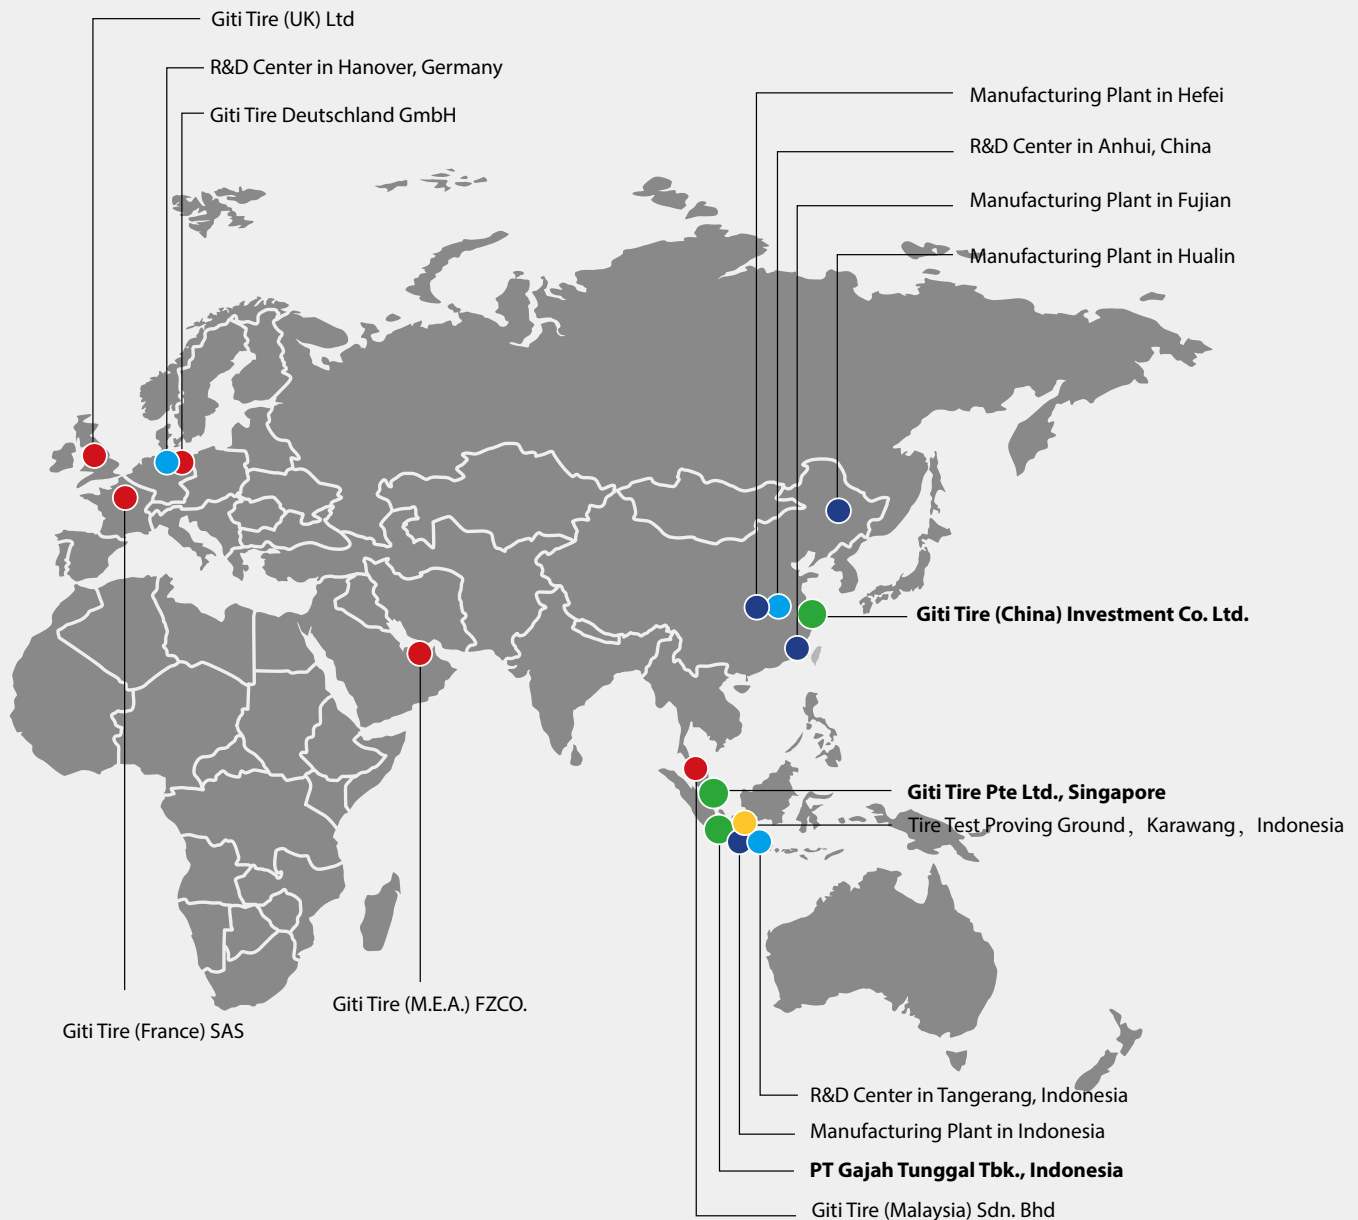 Giti Tire (UK) Ltd
R&D Center in Hanover, Germany
Giti Tire Deutschland GmbH
Manufacturing Plant in Hefei
R&D Center in Anhui, China
Manufacturing Plant in Fujian
Manufacturing Plant in Hualin
Giti Tire (China) Investment Co. Ltd.
Giti Tire Pte Ltd., Singapore
Tire Test Proving Ground，Karawang，Indonesia
Giti Tire (M.E.A.) FZCO.
Giti Tire (France) SAS
R&D Center in Tangerang, Indonesia
Manufacturing Plant in Indonesia
PT Gajah Tunggal Tbk., Indonesia
Giti Tire (Malaysia) Sdn. Bhd